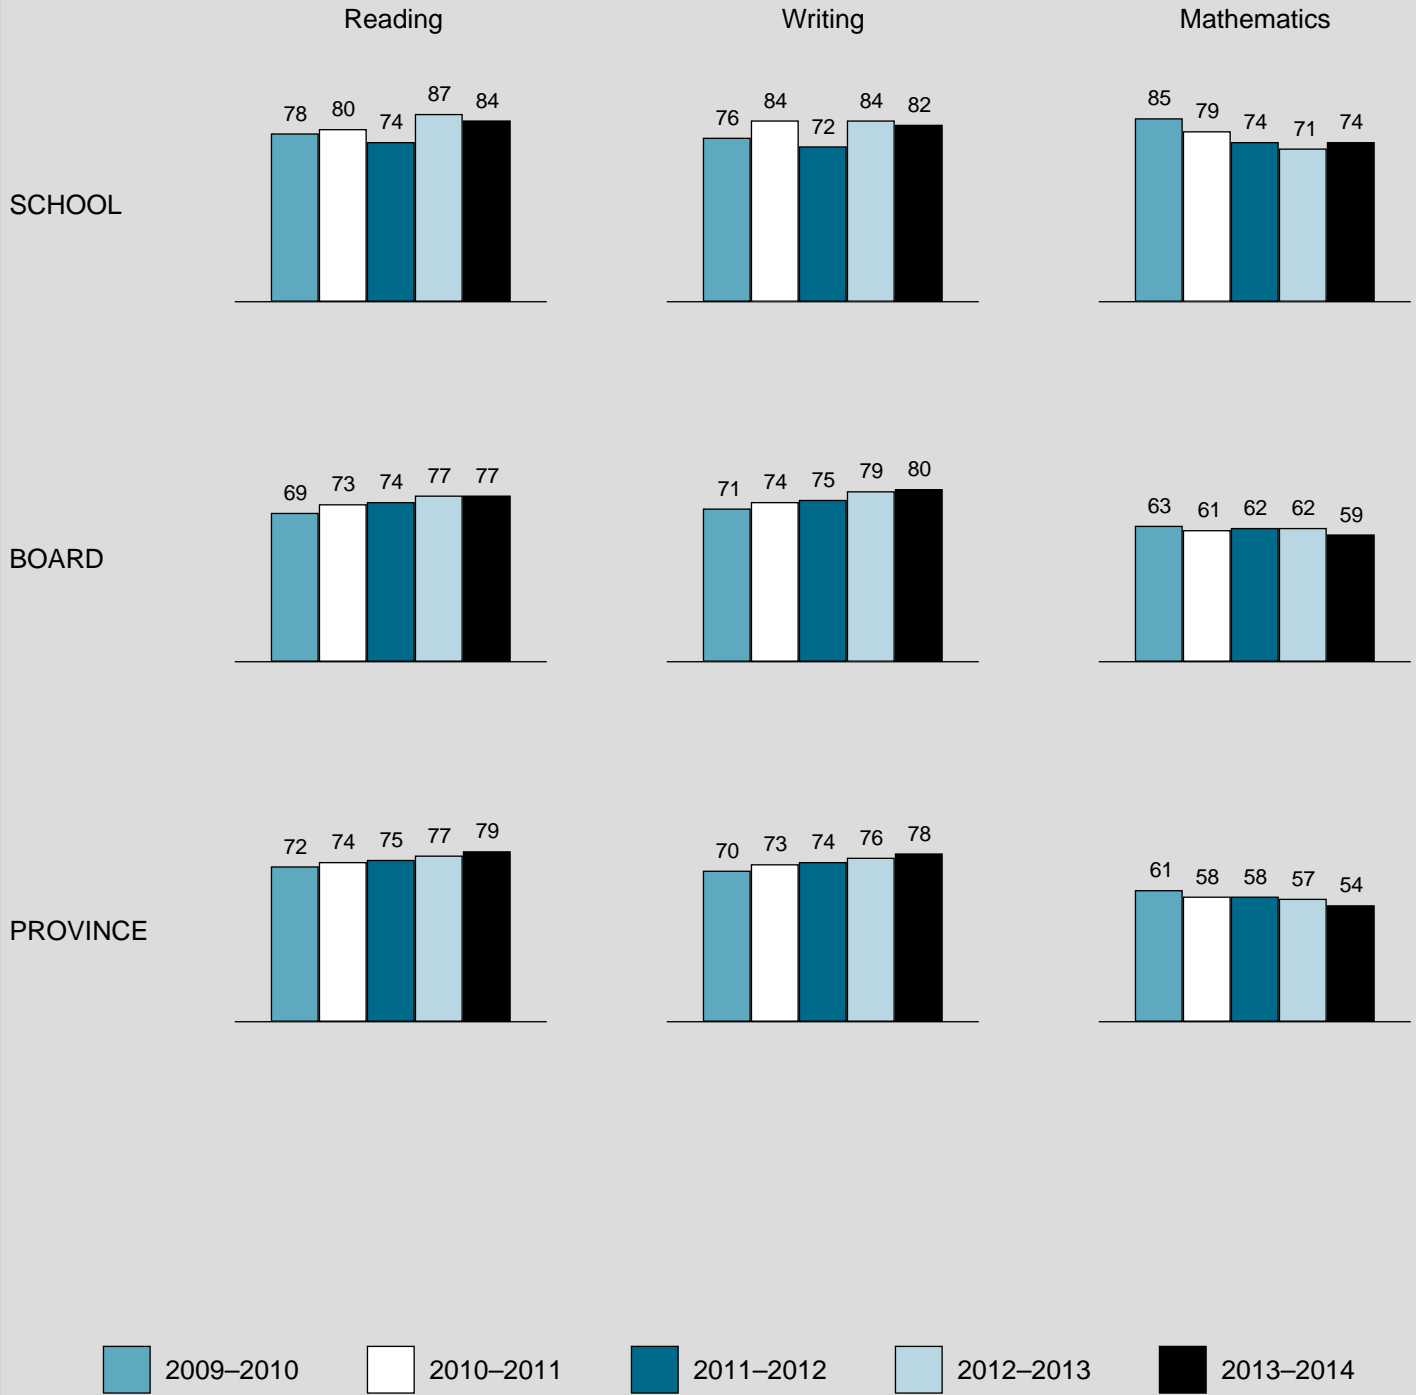 Reading Writing Mathematics
SCHOOL
78 80 74 87 84
76 84 72 84 82
85 79 74 71 74
BOARD
69 73 74 77 77
71 74 75 79 80
63 61 62 62 59
PROVINCE
72 74 75 77 79
70 73 74 76 78
61 58 58 57 54
2009–2010 2010–2011 2011–2012 2012–2013 2013–2014